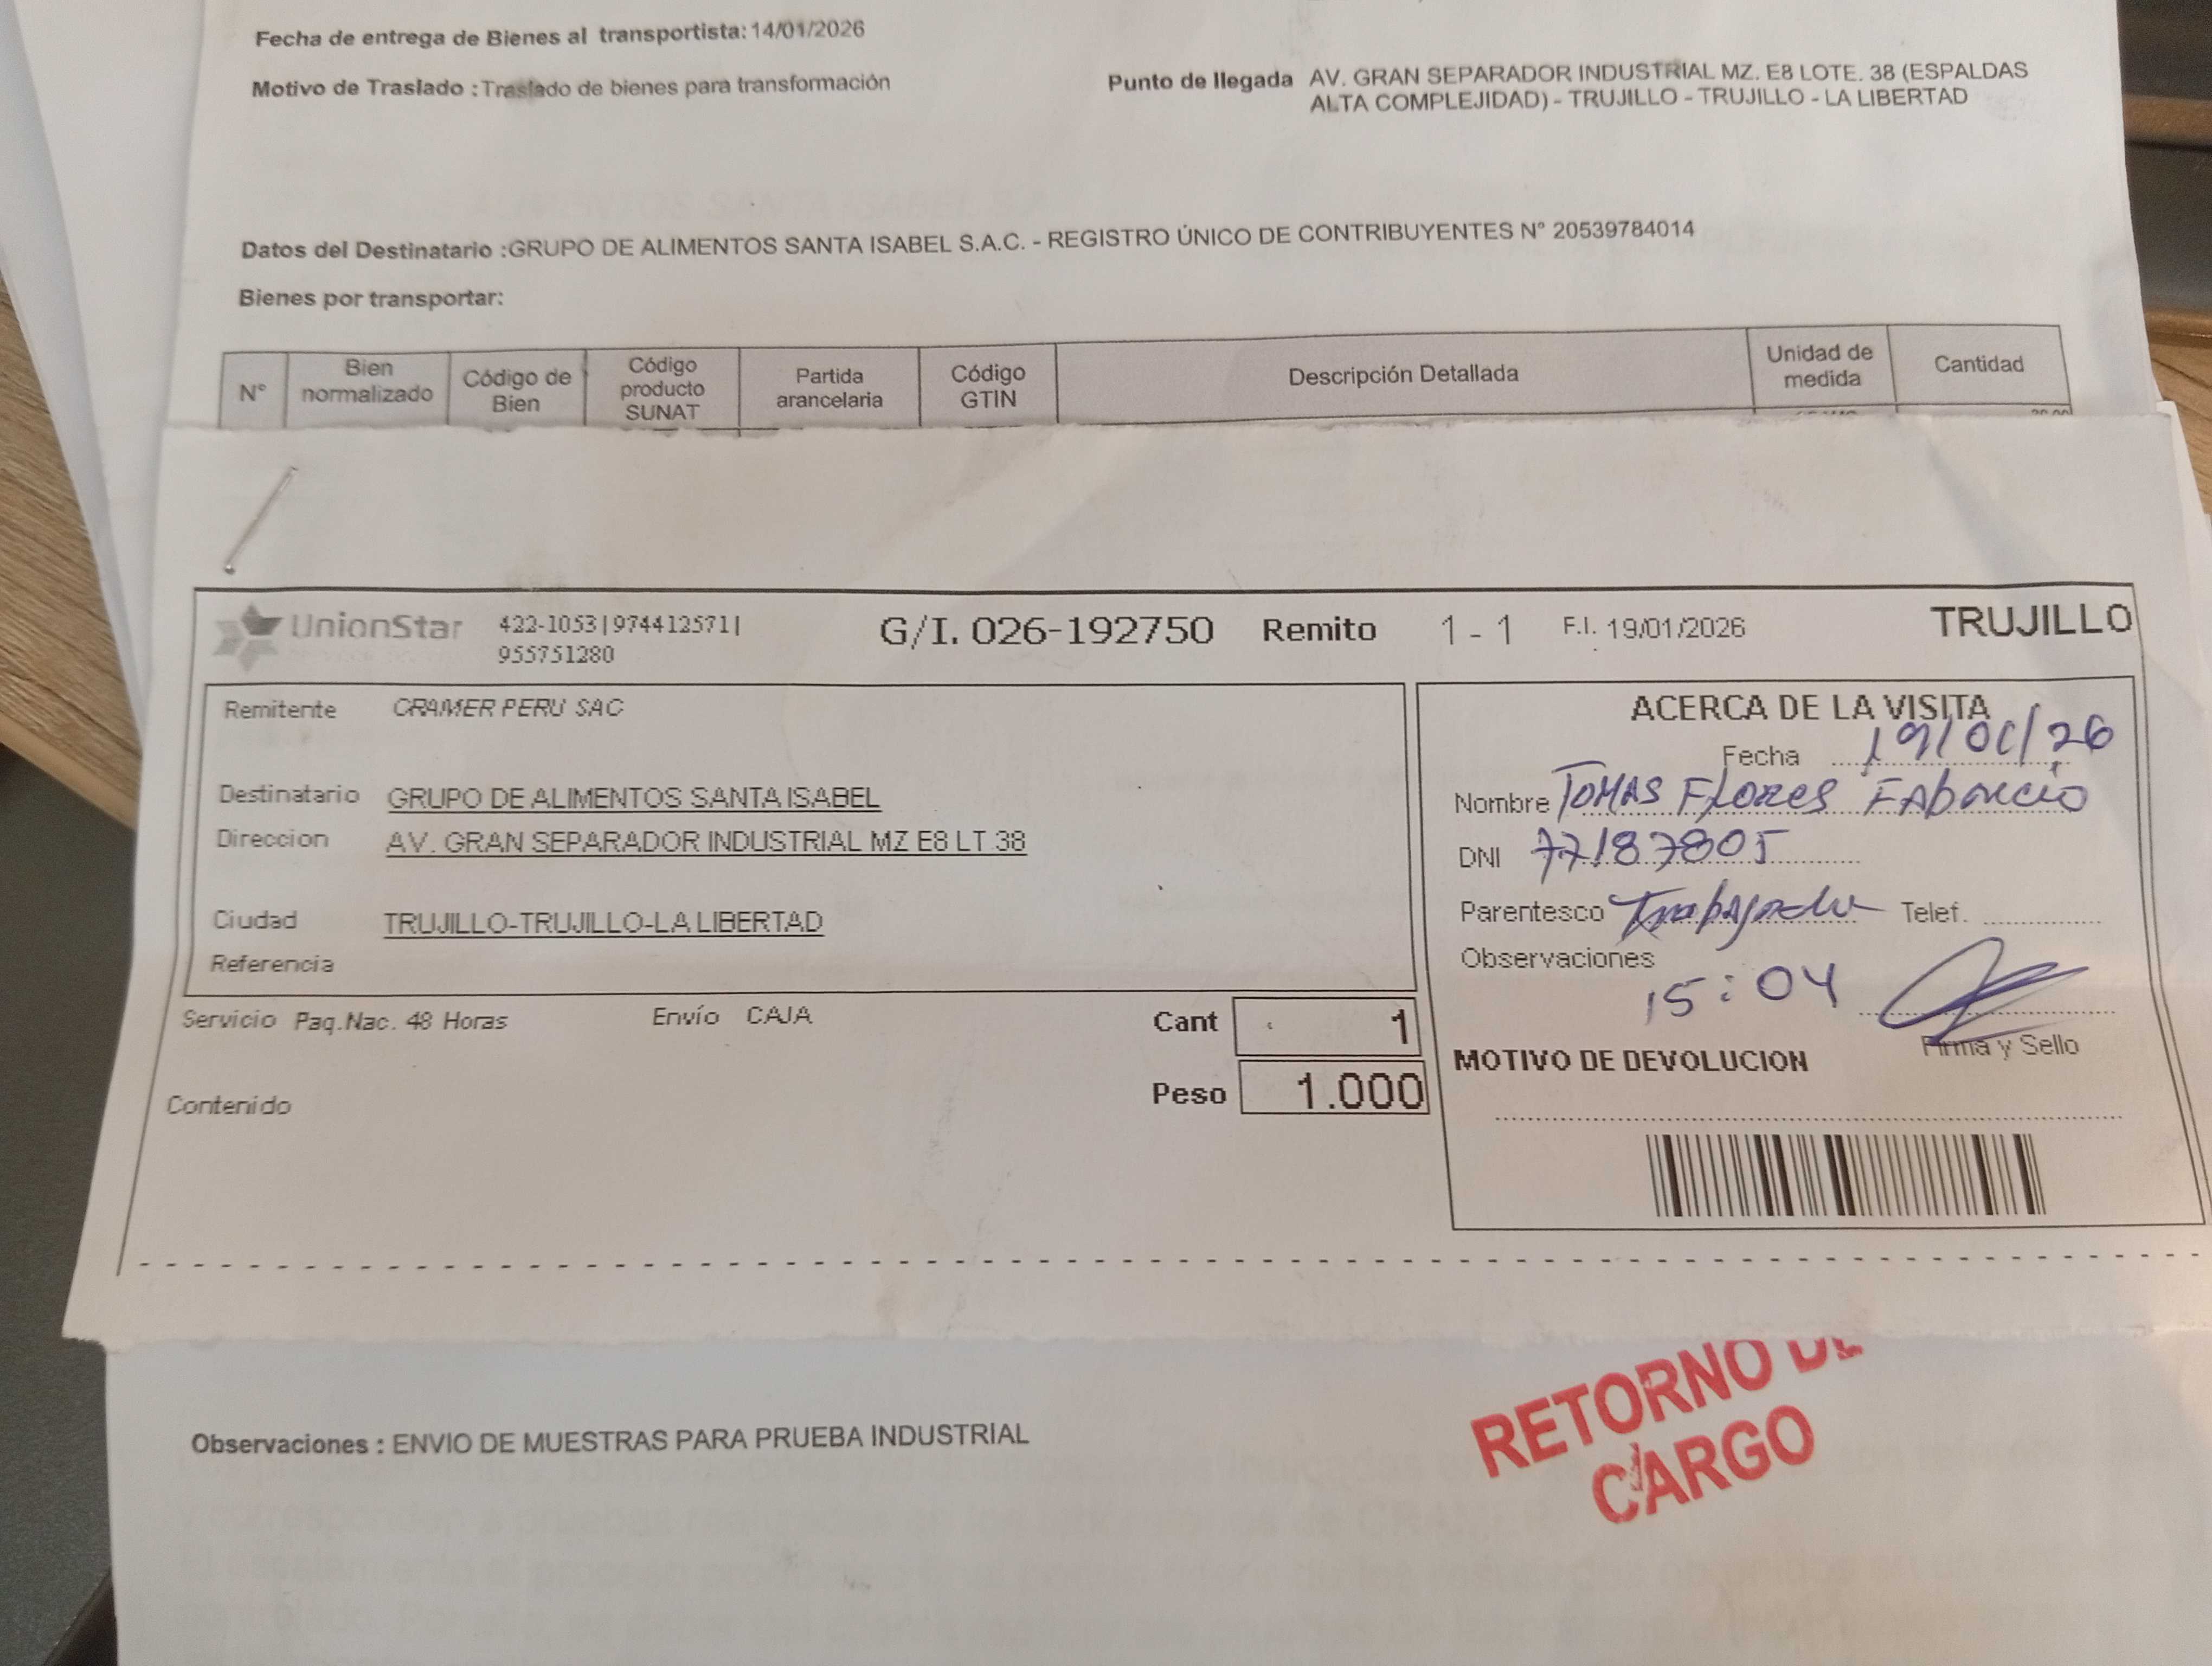 Fecha de entrega de Bienes al transportista: 14/01/2026
Motivo de Traslado : Traslado de bienes para transformación
Punto de llegada AV. GRAN SEPARADOR INDUSTRIAL MZ. E8 LOTE. 38 (ESPALDAS
ALTA COMPLEJIDAD) - TRUJILLO - TRUJILLO - LA LIBERTAD
Datos del Destinatario : GRUPO DE ALIMENTOS SANTA ISABEL S.A.C. - REGISTRO ÚNICO DE CONTRIBUYENTES N° 20539784014
Bienes por transportar:
N°
Bien
normalizado
Código de
Bien
Código
producto
SUNAT
Partida
arancelaria
Código
GTIN
Descripción Detallada
Unidad de
medida
Cantidad
UnionStar
422-1053|974412571|
955751280
G/I. 026-192750 Remito 1 - 1 F.I. 19/01/2026 TRUJILLO
Remitente CRAMER PERU SAC
Destinatario GRUPO DE ALIMENTOS SANTA ISABEL
Direccion AV. GRAN SEPARADOR INDUSTRIAL MZ E8 LT 38
Ciudad TRUJILLO-TRUJILLO-LA LIBERTAD
Referencia
Servicio Paq.Nac. 48 Horas Envío CAJA
Cant 1
Peso 1.000
Contenido
ACERCA DE LA VISITA
Fecha 19/01/26
Nombre Tomas Flores Fabricio
DNI 77187805
Parentesco Trabajador Telef.
Observaciones
15:04
Firma y Sello
MOTIVO DE DEVOLUCION
RETORNO DE
CARGO
Observaciones : ENVIO DE MUESTRAS PARA PRUEBA INDUSTRIAL